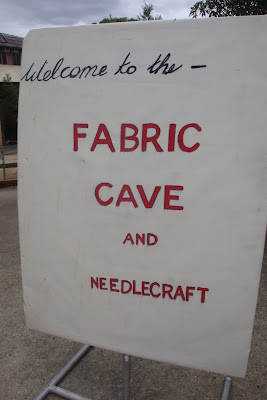 Welcome to the –
FABRIC
CAVE
AND
NEEDLECRAFT